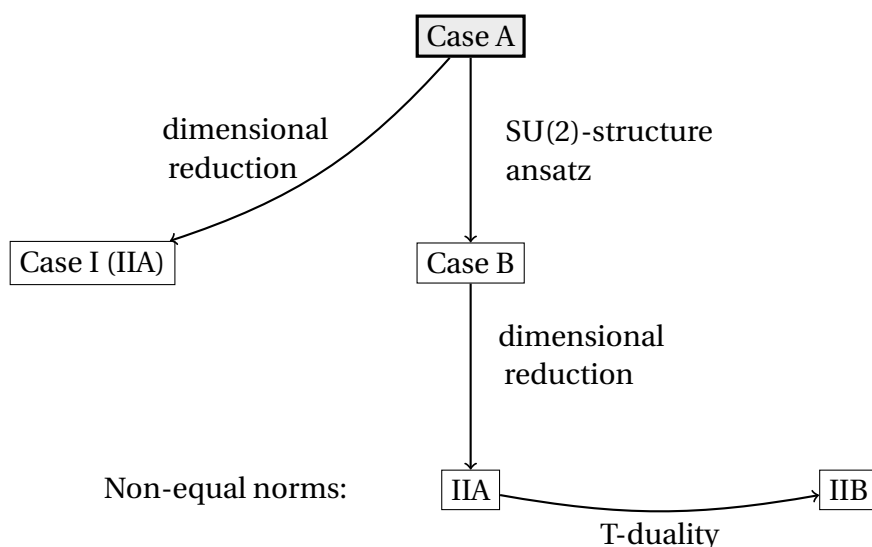 Case A
dimensional
reduction
SU(2)-structure
ansatz
Case I (IIA)
Case B
dimensional
reduction
Non-equal norms:
IIA
IIB
T-duality